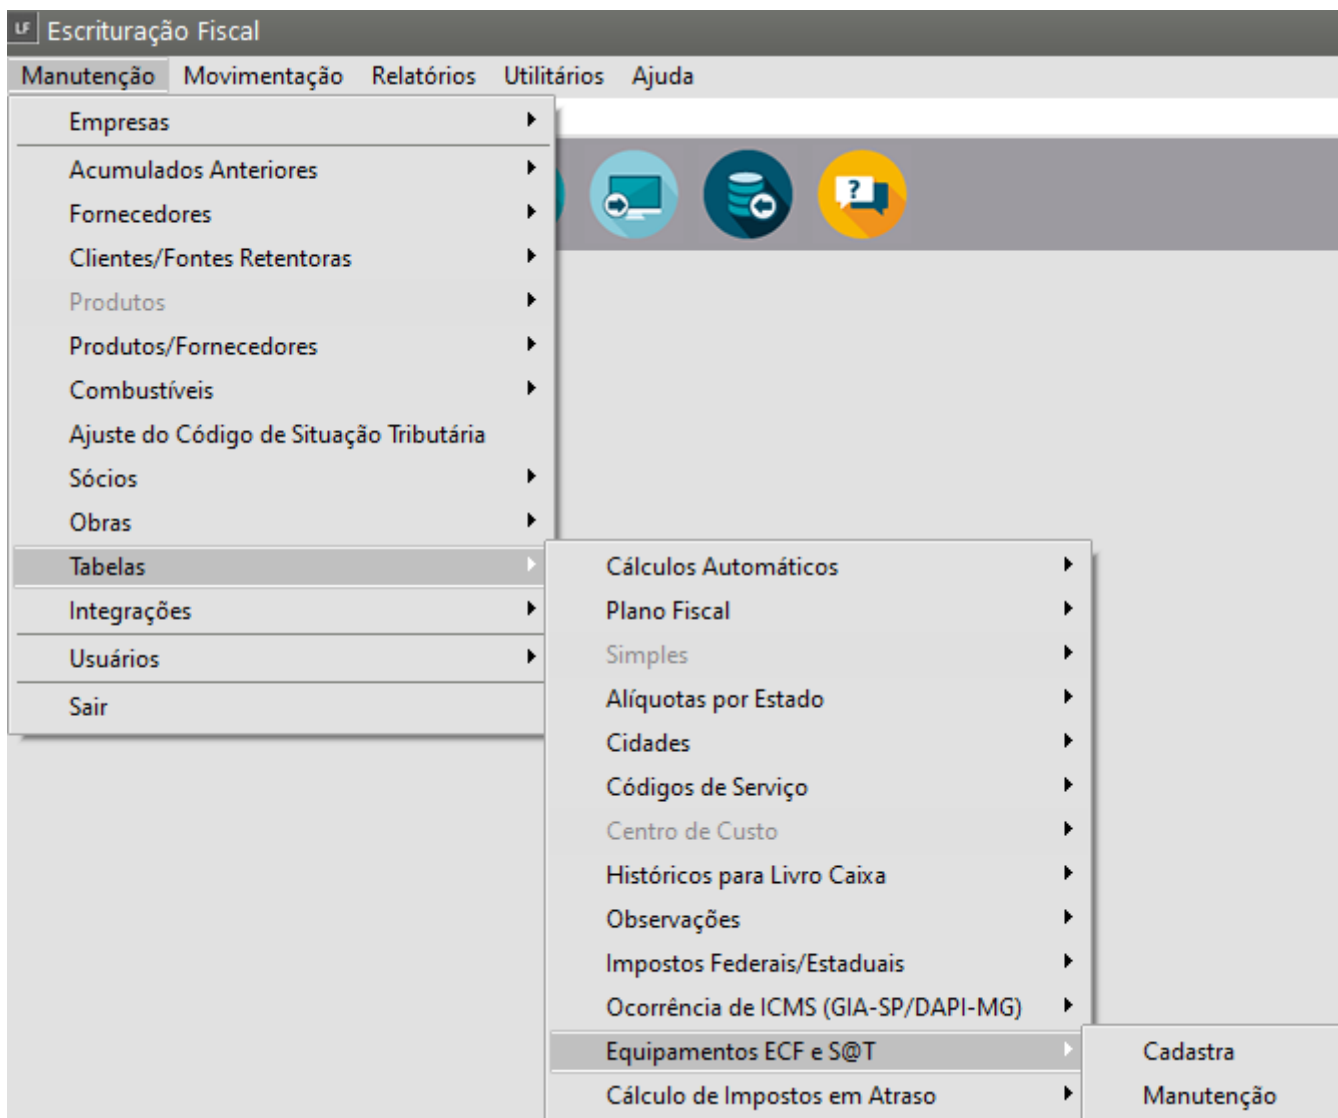 LF Escrituração Fiscal
Manutenção Movimentação Relatórios Utilitários Ajuda
Empresas
Acumulados Anteriores
Fornecedores
Clientes/Fontes Retentoras
Produtos
Produtos/Fornecedores
Combustíveis
Ajuste do Código de Situação Tributária
Sócios
Obras
Tabelas
Integrações
Usuários
Sair
Cálculos Automáticos
Plano Fiscal
Simples
Alíquotas por Estado
Cidades
Códigos de Serviço
Centro de Custo
Históricos para Livro Caixa
Observações
Impostos Federais/Estaduais
Ocorrência de ICMS (GIA-SP/DAPI-MG)
Equipamentos ECF e S@T
Cálculo de Impostos em Atraso
Cadastra
Manutenção
?